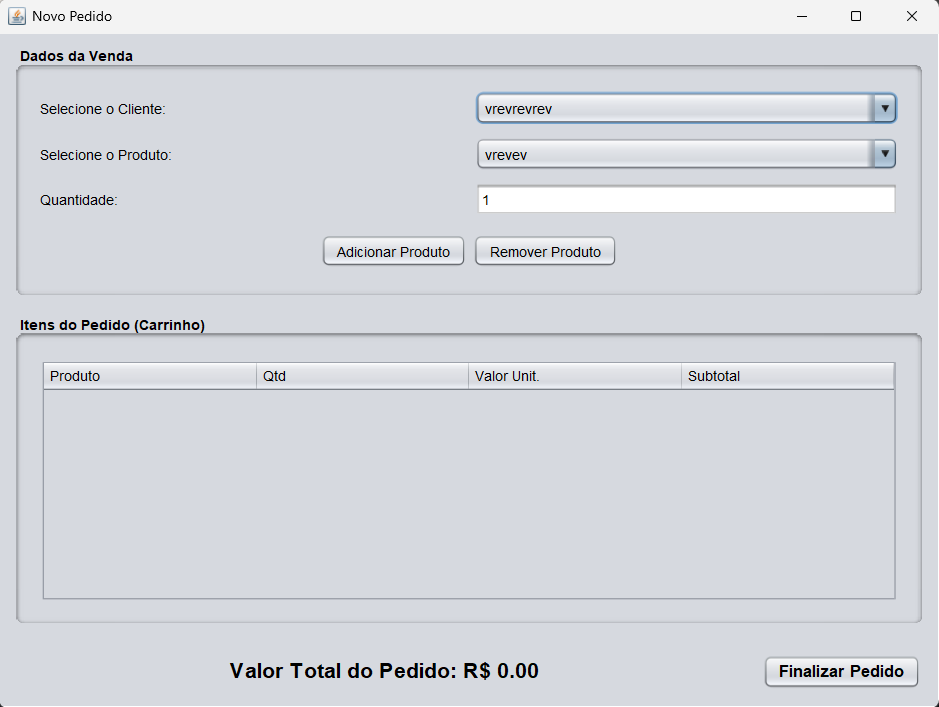 Novo Pedido
Dados da Venda
Selecione o Cliente: vrevrevrev
Selecione o Produto: vrevev
Quantidade: 1
Adicionar Produto Remover Produto
Itens do Pedido (Carrinho)
Produto Qtd Valor Unit. Subtotal
Valor Total do Pedido: R$ 0.00 Finalizar Pedido